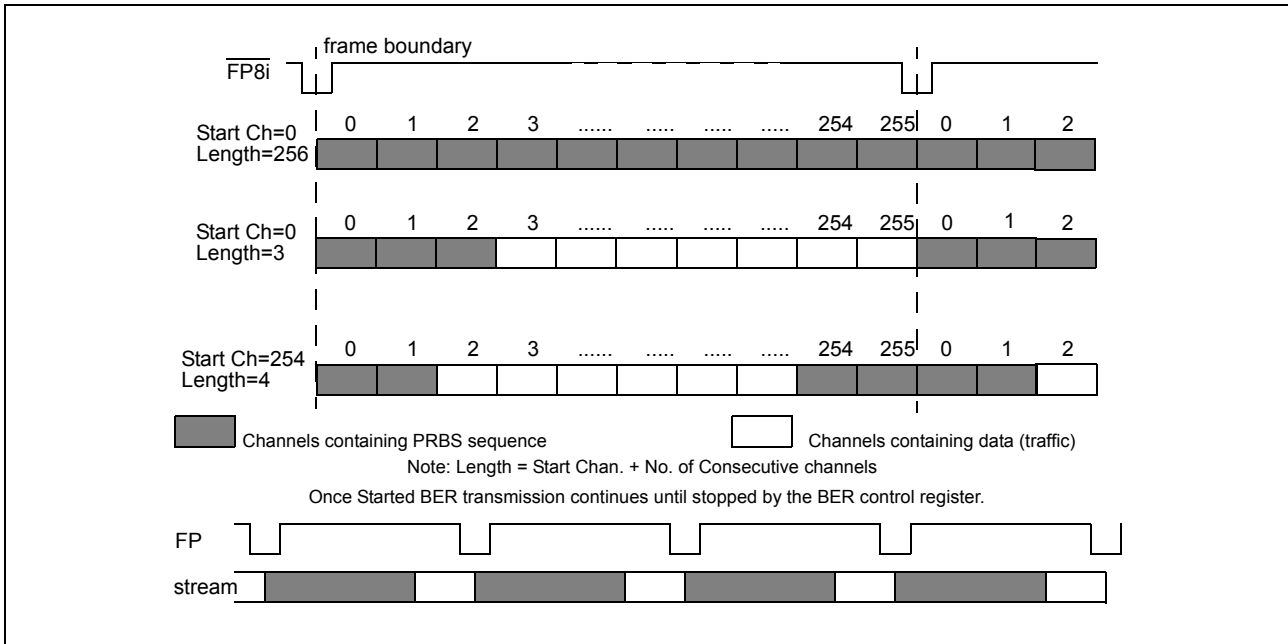 frame boundary
FP8i
Start Ch=0
Length=256
0 1 2 3 ...... ..... ..... ..... 254 255 0 1 2
Start Ch=0
Length=3
0 1 2 3 ...... ..... ..... ..... 254 255 0 1 2
Start Ch=254
Length=4
0 1 2 3 ...... ..... ..... ..... 254 255 0 1 2
Channels containing PRBS sequence
Channels containing data (traffic)
Note: Length = Start Chan. + No. of Consecutive channels
Once Started BER transmission continues until stopped by the BER control register.
FP
stream